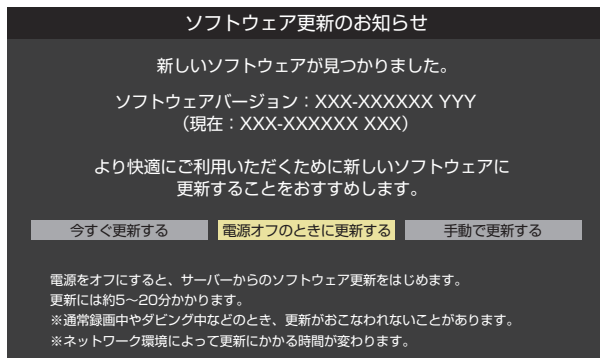 ソフトウェア更新のお知らせ
新しいソフトウェアが見つかりました。
ソフトウェアバージョン：XXX-XXXXXX YYY
（現在：XXX-XXXXXX XXX）
より快適にご利用いただくために新しいソフトウェアに
更新することをおすすめします。
今すぐ更新する 電源オフのときに更新する 手動で更新する
電源をオフにすると、サーバーからのソフトウェア更新をはじめます。
更新には約5～20分かかります。
※通常録画中やダビング中などのとき、更新がおこなわれないことがあります。
※ネットワーク環境によって更新にかかる時間が変わります。